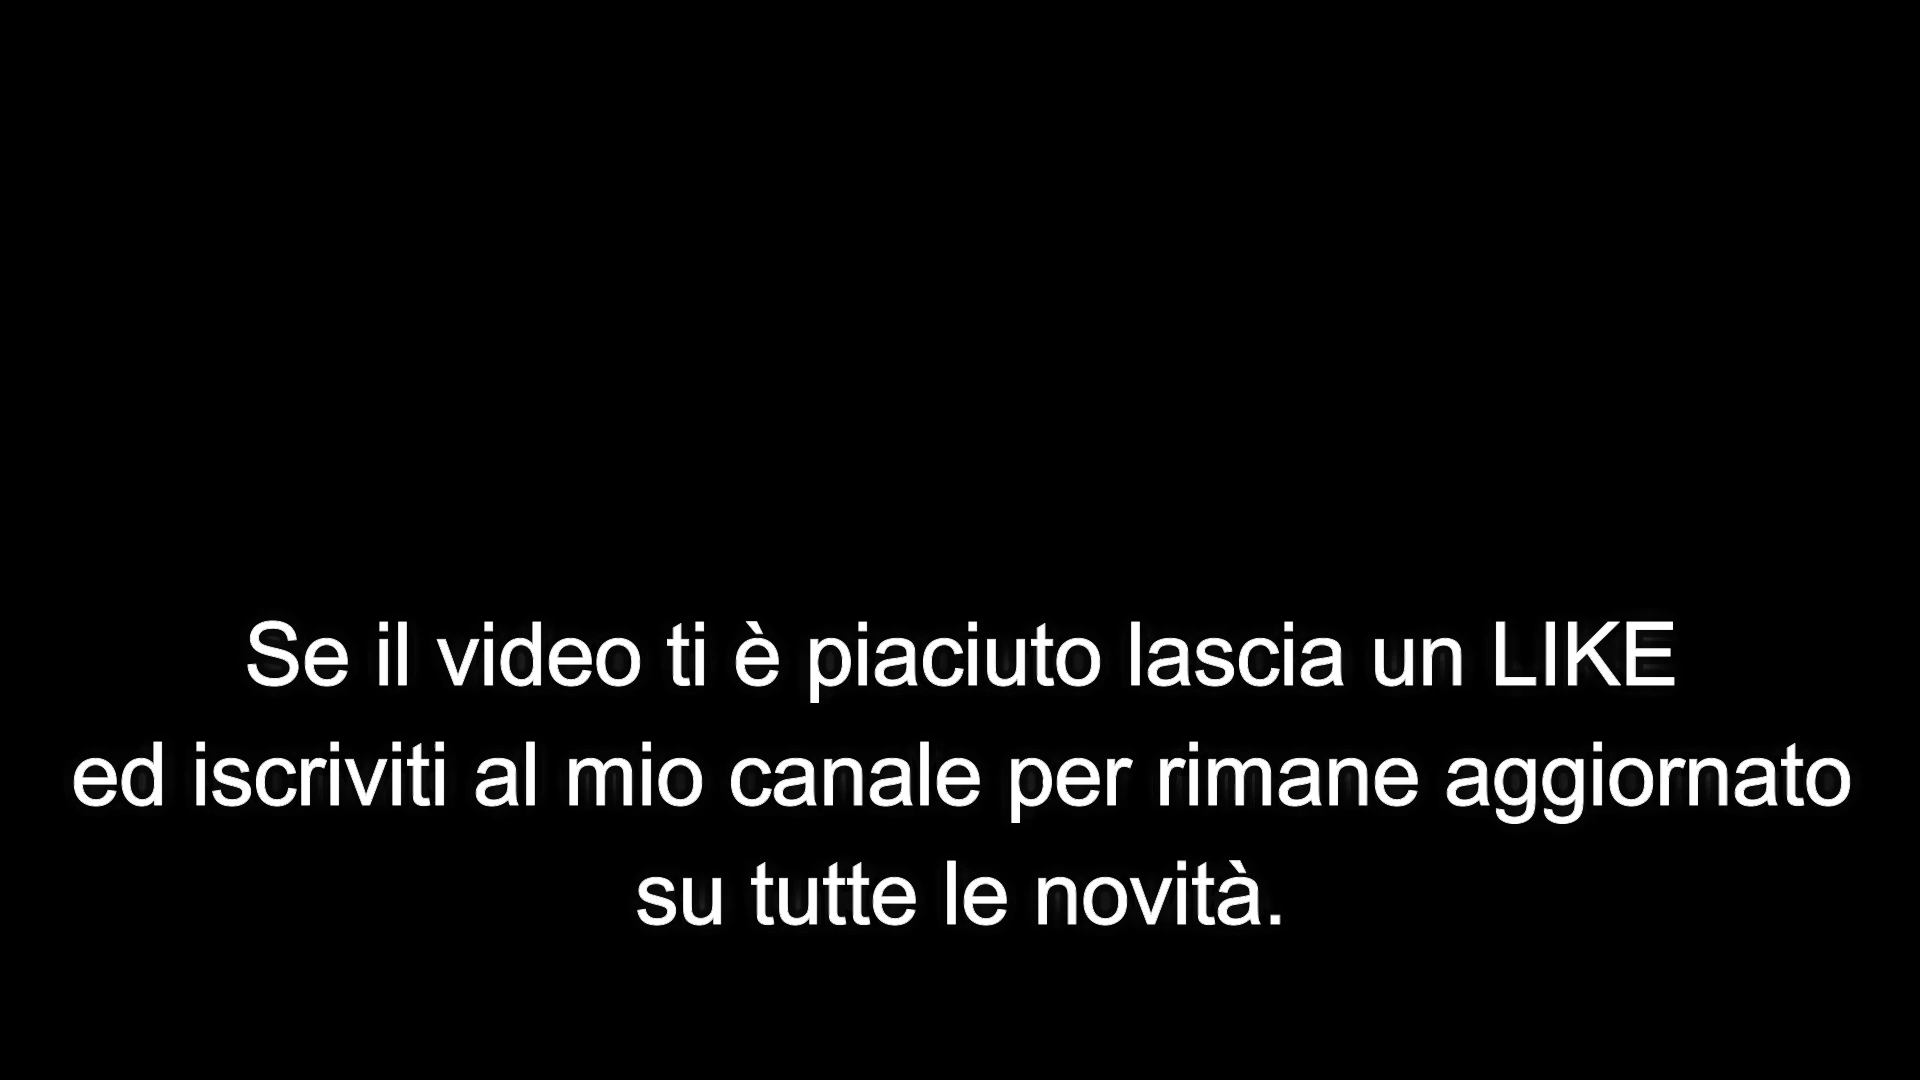 Se il video ti è piaciuto lascia un LIKE
ed iscriviti al mio canale per rimane aggiornato
su tutte le novità.